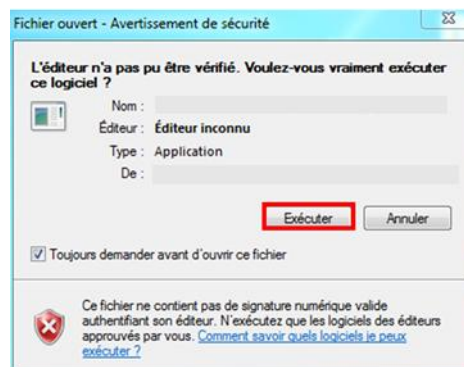 Fichier ouvert - Avertissement de sécurité
L'éditeur n'a pas pu être vérifié. Voulez-vous vraiment exécuter
ce logiciel ?
Nom :
Éditeur : Éditeur inconnu
Type : Application
De :
Exécuter Annuler
Toujours demander avant d'ouvrir ce fichier
Ce fichier ne contient pas de signature numérique valide
authentifiant son éditeur. N'exécutez que les logiciels des éditeurs
approuvés par vous. Comment savoir quels logiciels je peux
exécuter ?